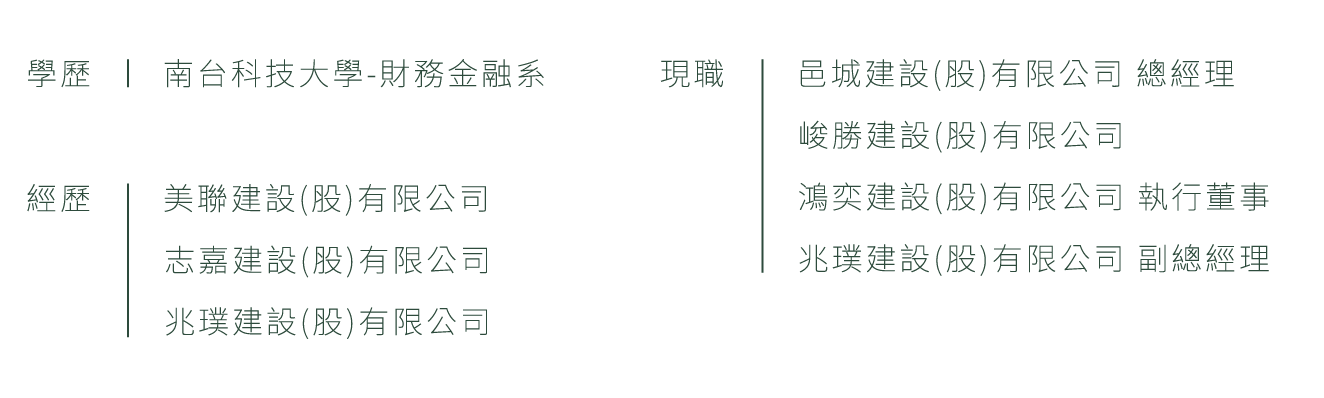 學歷 南台科技大學-財務金融系
經歷 美聯建設(股)有限公司
志嘉建設(股)有限公司
兆璞建設(股)有限公司
現職 邑城建設(股)有限公司 總經理
峻勝建設(股)有限公司
鴻奕建設(股)有限公司 執行董事
兆璞建設(股)有限公司 副總經理